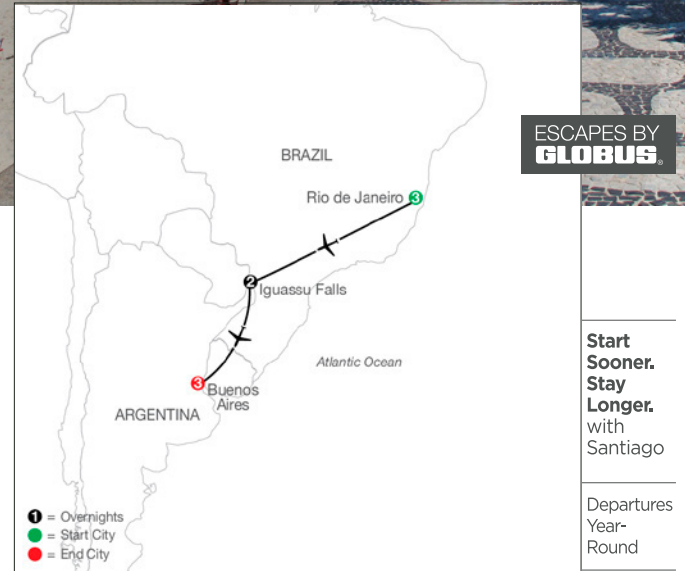 ESCAPES BY
GLOBUS®
BRAZIL
Rio de Janeiro 3
2
Iguassu Falls
Atlantic Ocean
3 Buenos
Aires
ARGENTINA
1 = Overnights
= Start City
= End City
Start
Sooner.
Stay
Longer.
with
Santiago
Departures
Year-
Round